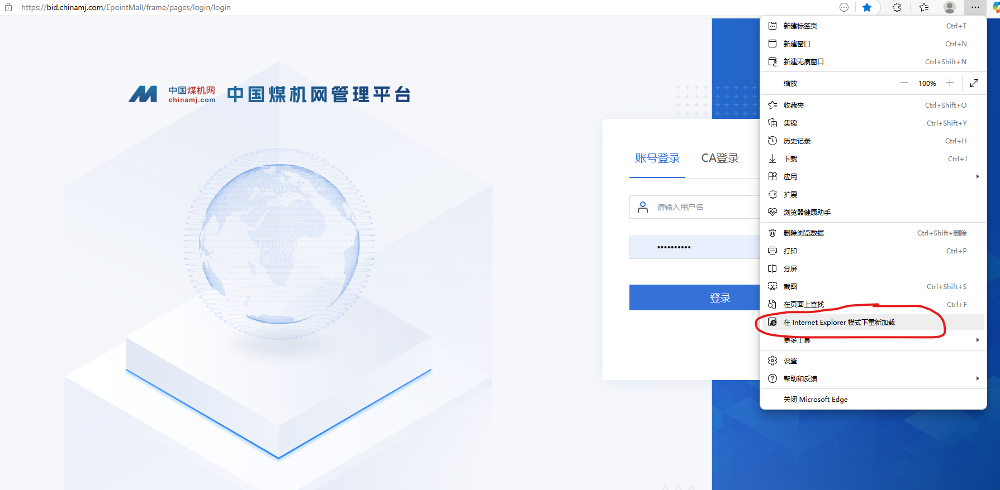 https://bid.chinamj.com/EpointMall/frame/pages/login/login
中国煤机网
chinamj.com
中国煤机网管理平台
账号登录 CA登录
请输入用户名
••••••••••
登录
新建标签页 Ctrl+T
新建窗口 Ctrl+N
新建无痕窗口 Ctrl+Shift+N
缩放 100%
收藏夹 Ctrl+Shift+O
集锦 Ctrl+Shift+Y
历史记录 Ctrl+H
下载 Ctrl+J
应用
扩展
浏览器健康助手
删除浏览数据 Ctrl+Shift+删除
打印 Ctrl+P
分屏
截图 Ctrl+Shift+S
在页面上查找 Ctrl+F
在 Internet Explorer 模式下重新加载
更多工具
设置
帮助和反馈
关闭 Microsoft Edge